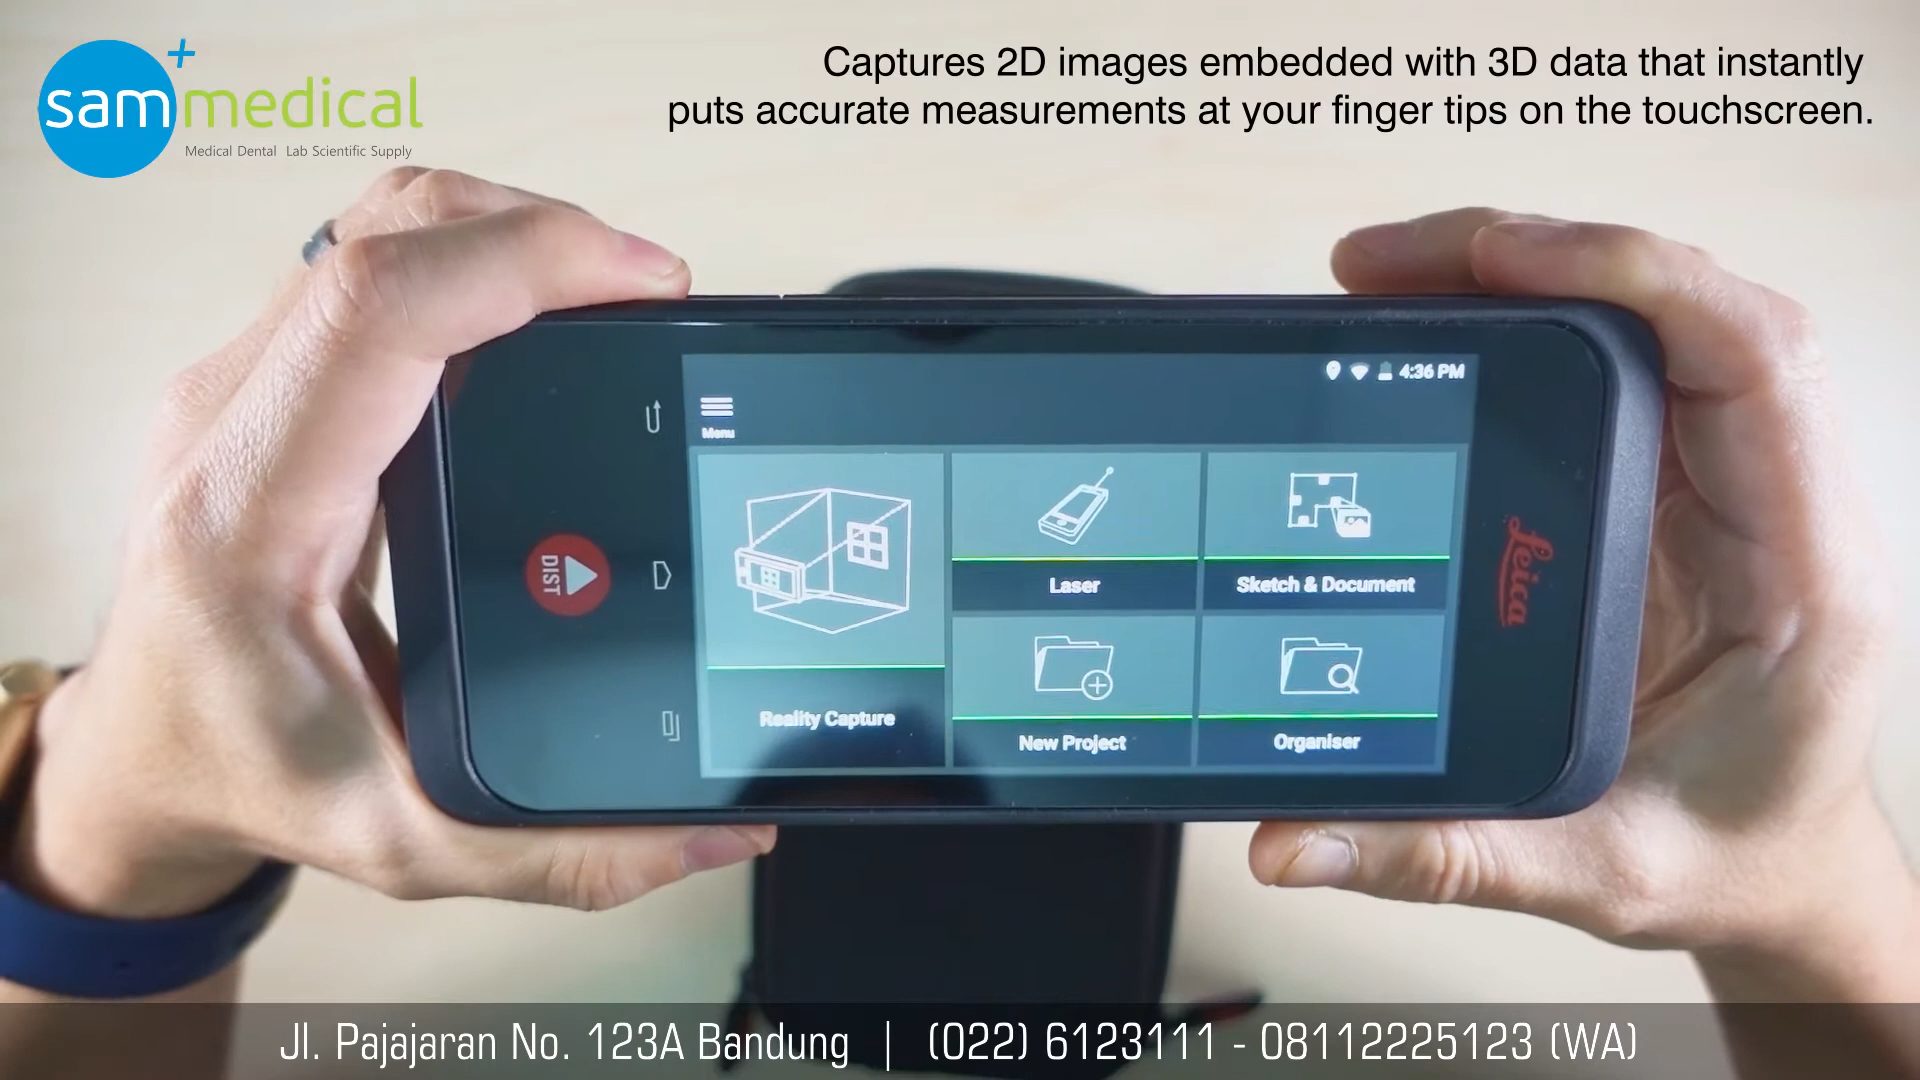 sam medical
Medical Dental Lab Scientific Supply
Captures 2D images embedded with 3D data that instantly
puts accurate measurements at your finger tips on the touchscreen.
4:36 PM
Menu
DIST
Reality Capture
Laser
Sketch & Document
New Project
Organiser
Leica
Jl. Pajajaran No. 123A Bandung | (022) 6123111 - 08112225123 (WA)